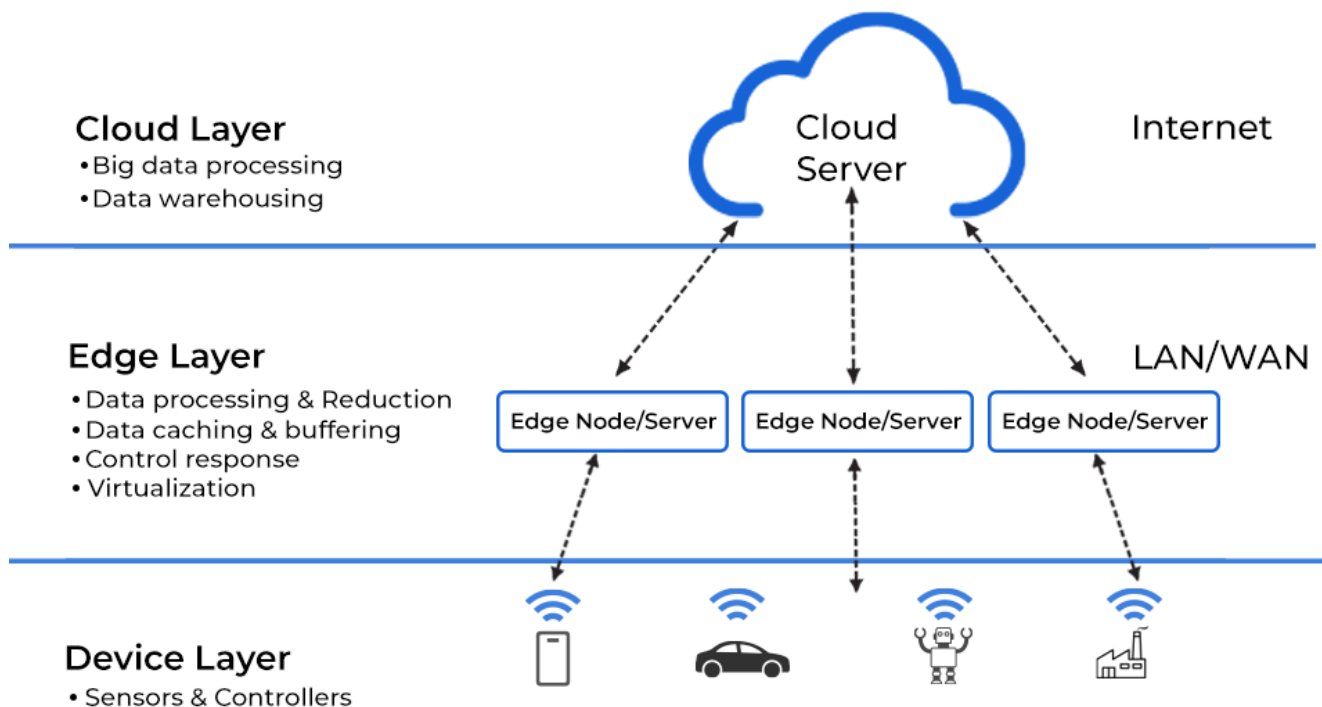 Cloud Layer
• Big data processing
• Data warehousing
Cloud
Server
Internet
Edge Layer
• Data processing & Reduction
• Data caching & buffering
• Control response
• Virtualization
LAN/WAN
Edge Node/Server
Edge Node/Server
Edge Node/Server
Device Layer
• Sensors & Controllers